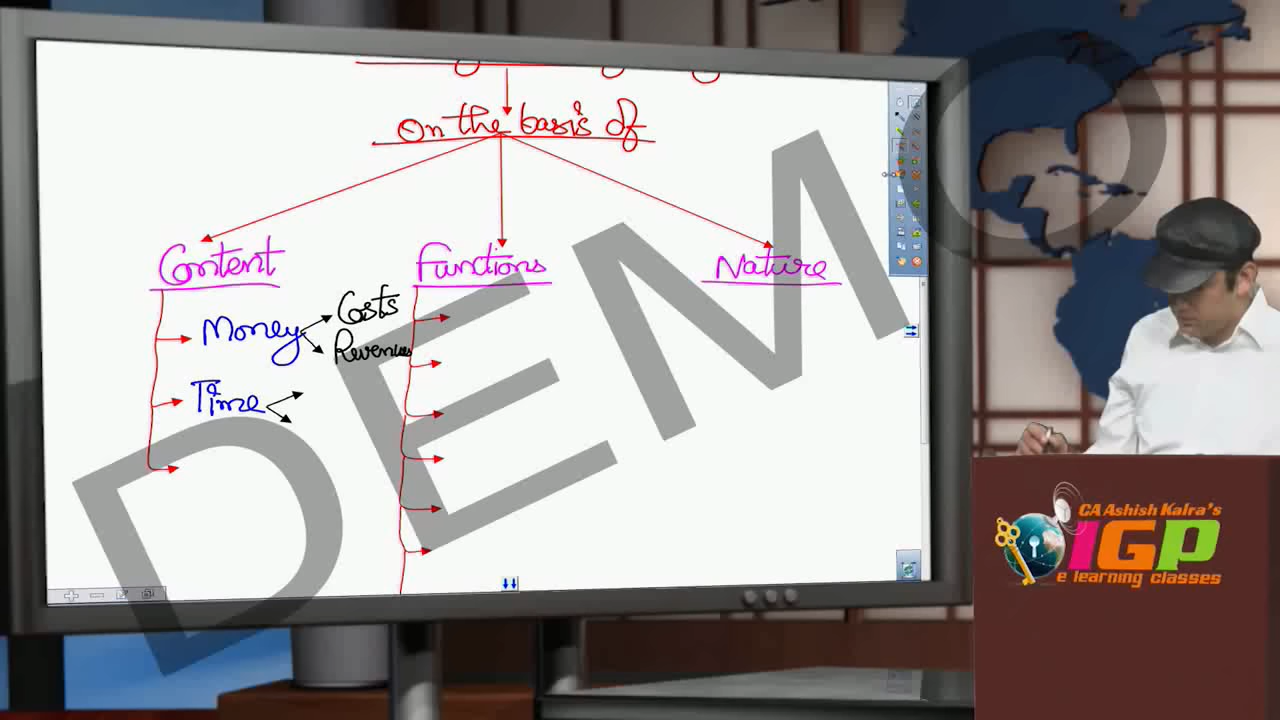 On the basis of
Content
Functions
Nature
Money
Costs
Revenues
Time
DEMO
CA Ashish Kalra's
IGP
e learning classes